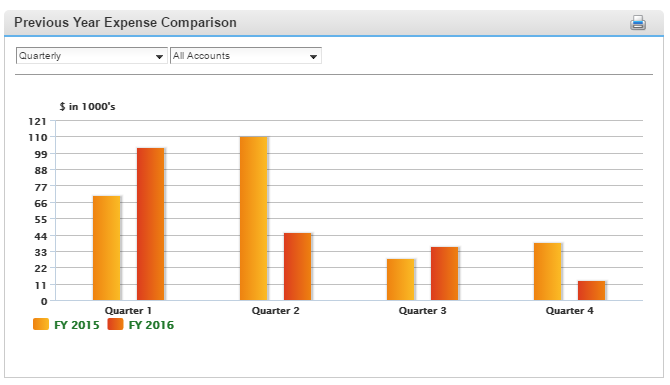 Previous Year Expense Comparison
Quarterly All Accounts
$ in 1000's
121
110
99
88
77
66
55
44
33
22
11
0
Quarter 1 Quarter 2 Quarter 3 Quarter 4
FY 2015 FY 2016